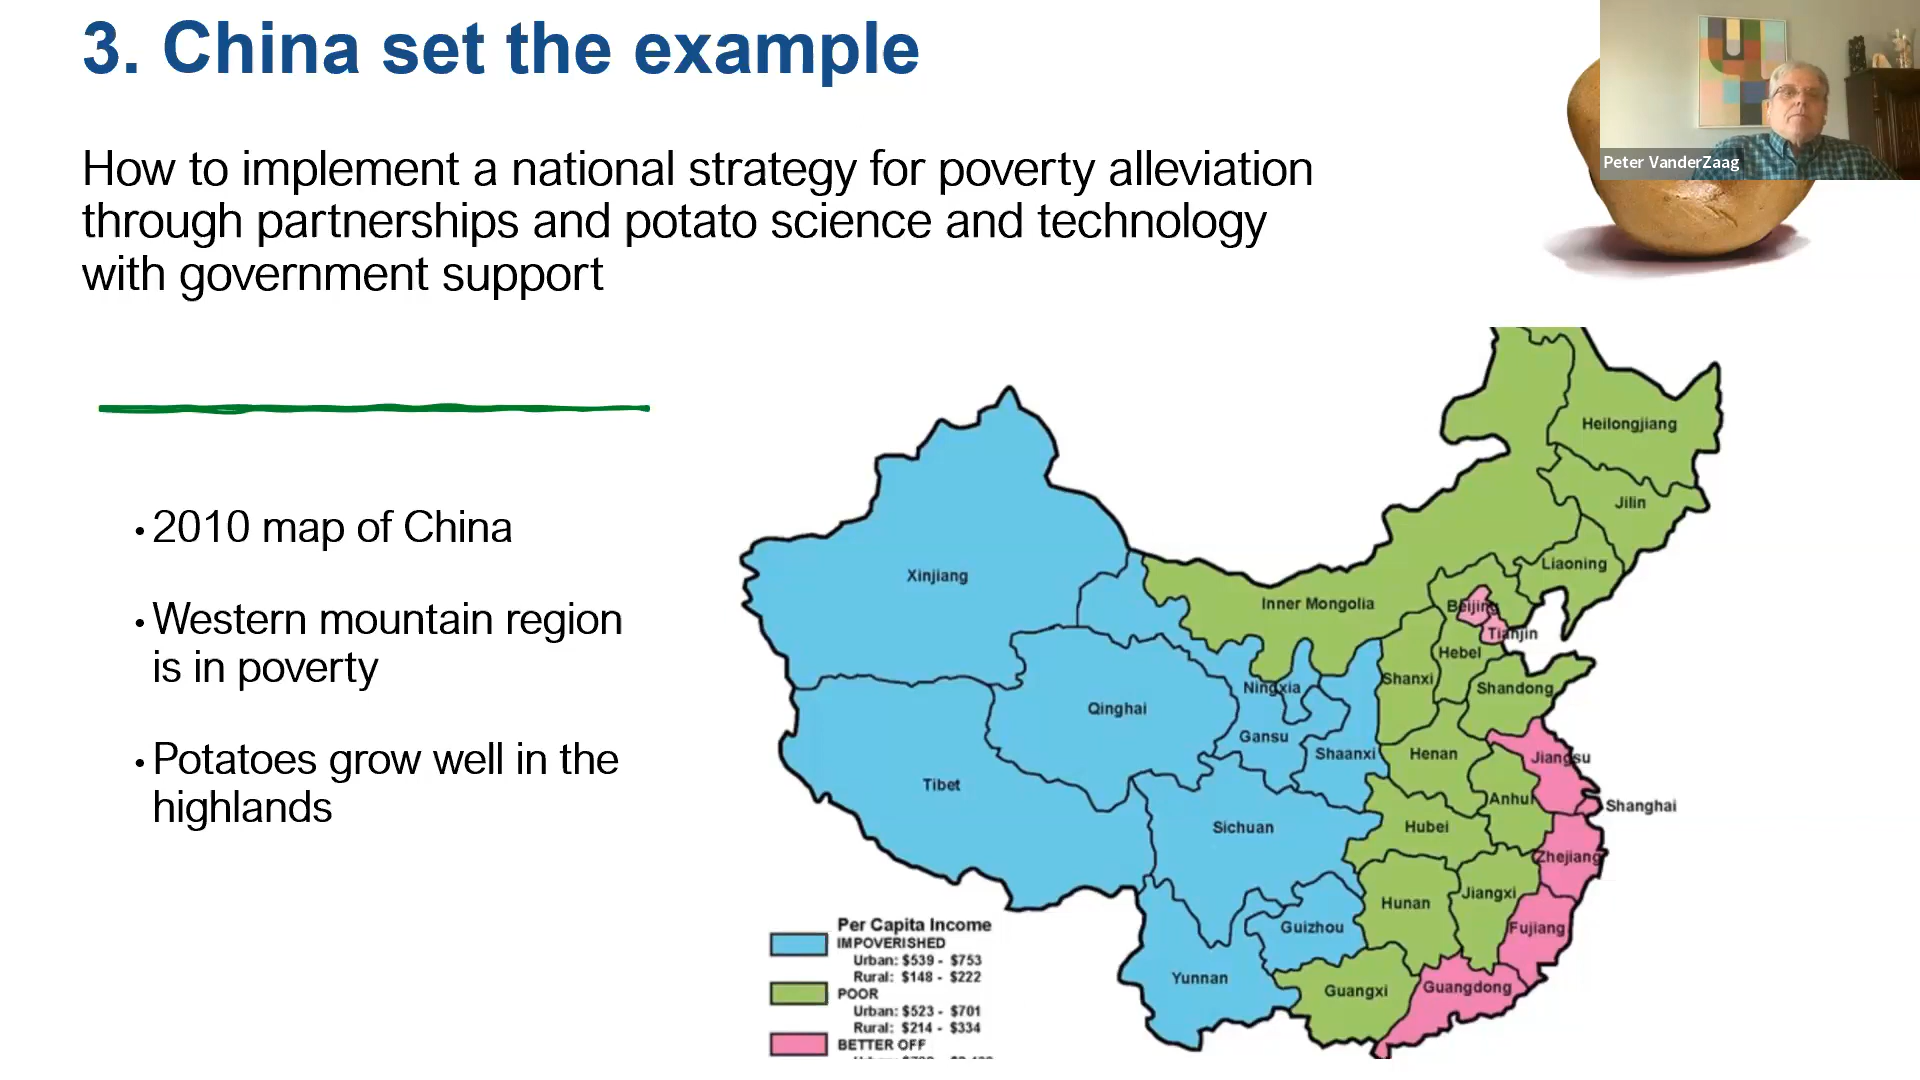 3. China set the example
Peter VanderZaag
How to implement a national strategy for poverty alleviation
through partnerships and potato science and technology
with government support
• 2010 map of China
• Western mountain region
is in poverty
• Potatoes grow well in the
highlands
Heilongjiang
Jilin
Liaoning
Xinjiang
Inner Mongolia
Beijing
Tianjin
Hebei
Shanxi
Shandong
Ningxia
Qinghai
Gansu
Shaanxi
Henan
Jiangsu
Tibet
Anhui
Shanghai
Sichuan
Hubei
Zhejiang
Jiangxi
Hunan
Guizhou
Fujiang
Yunnan
Guangxi
Guangdong
Per Capita Income
IMPOVERISHED
Urban: $539 - $753
Rural: $148 - $222
POOR
Urban: $523 - $701
Rural: $214 - $334
BETTER OFF